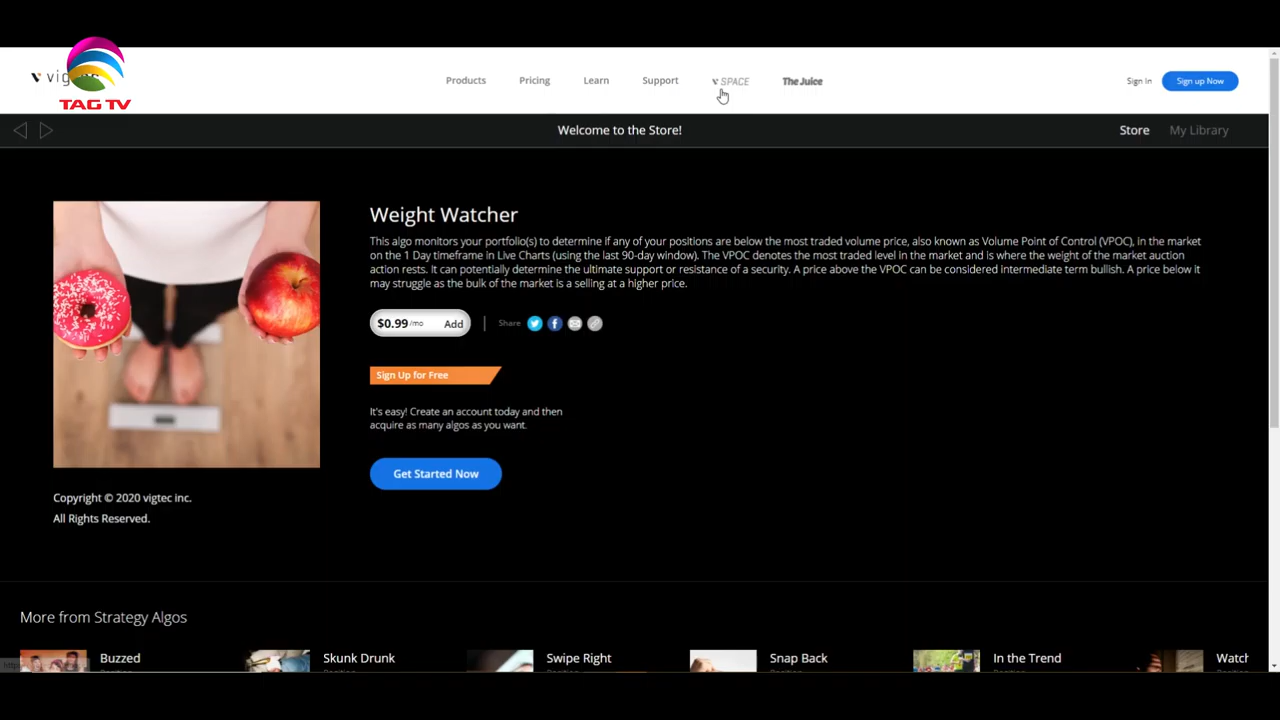 TAG TV
Products Pricing Learn Support SPACE The Juice Sign In Sign up Now
Welcome to the Store! Store My Library
Weight Watcher
This algo monitors your portfolio(s) to determine if any of your positions are below the most traded volume price, also known as Volume Point of Control (VPOC), in the market
on the 1 Day timeframe in Live Charts (using the last 90-day window). The VPOC denotes the most traded level in the market and is where the weight of the market auction
action rests. It can potentially determine the ultimate support or resistance of a security. A price above the VPOC can be considered intermediate term bullish. A price below it
may struggle as the bulk of the market is a selling at a higher price.
$0.99 /mo Add Share
Sign Up for Free
It's easy! Create an account today and then
acquire as many algos as you want.
Get Started Now
Copyright © 2020 vigtec inc.
All Rights Reserved.
More from Strategy Algos
Buzzed Skunk Drunk Swipe Right Snap Back In the Trend Watch